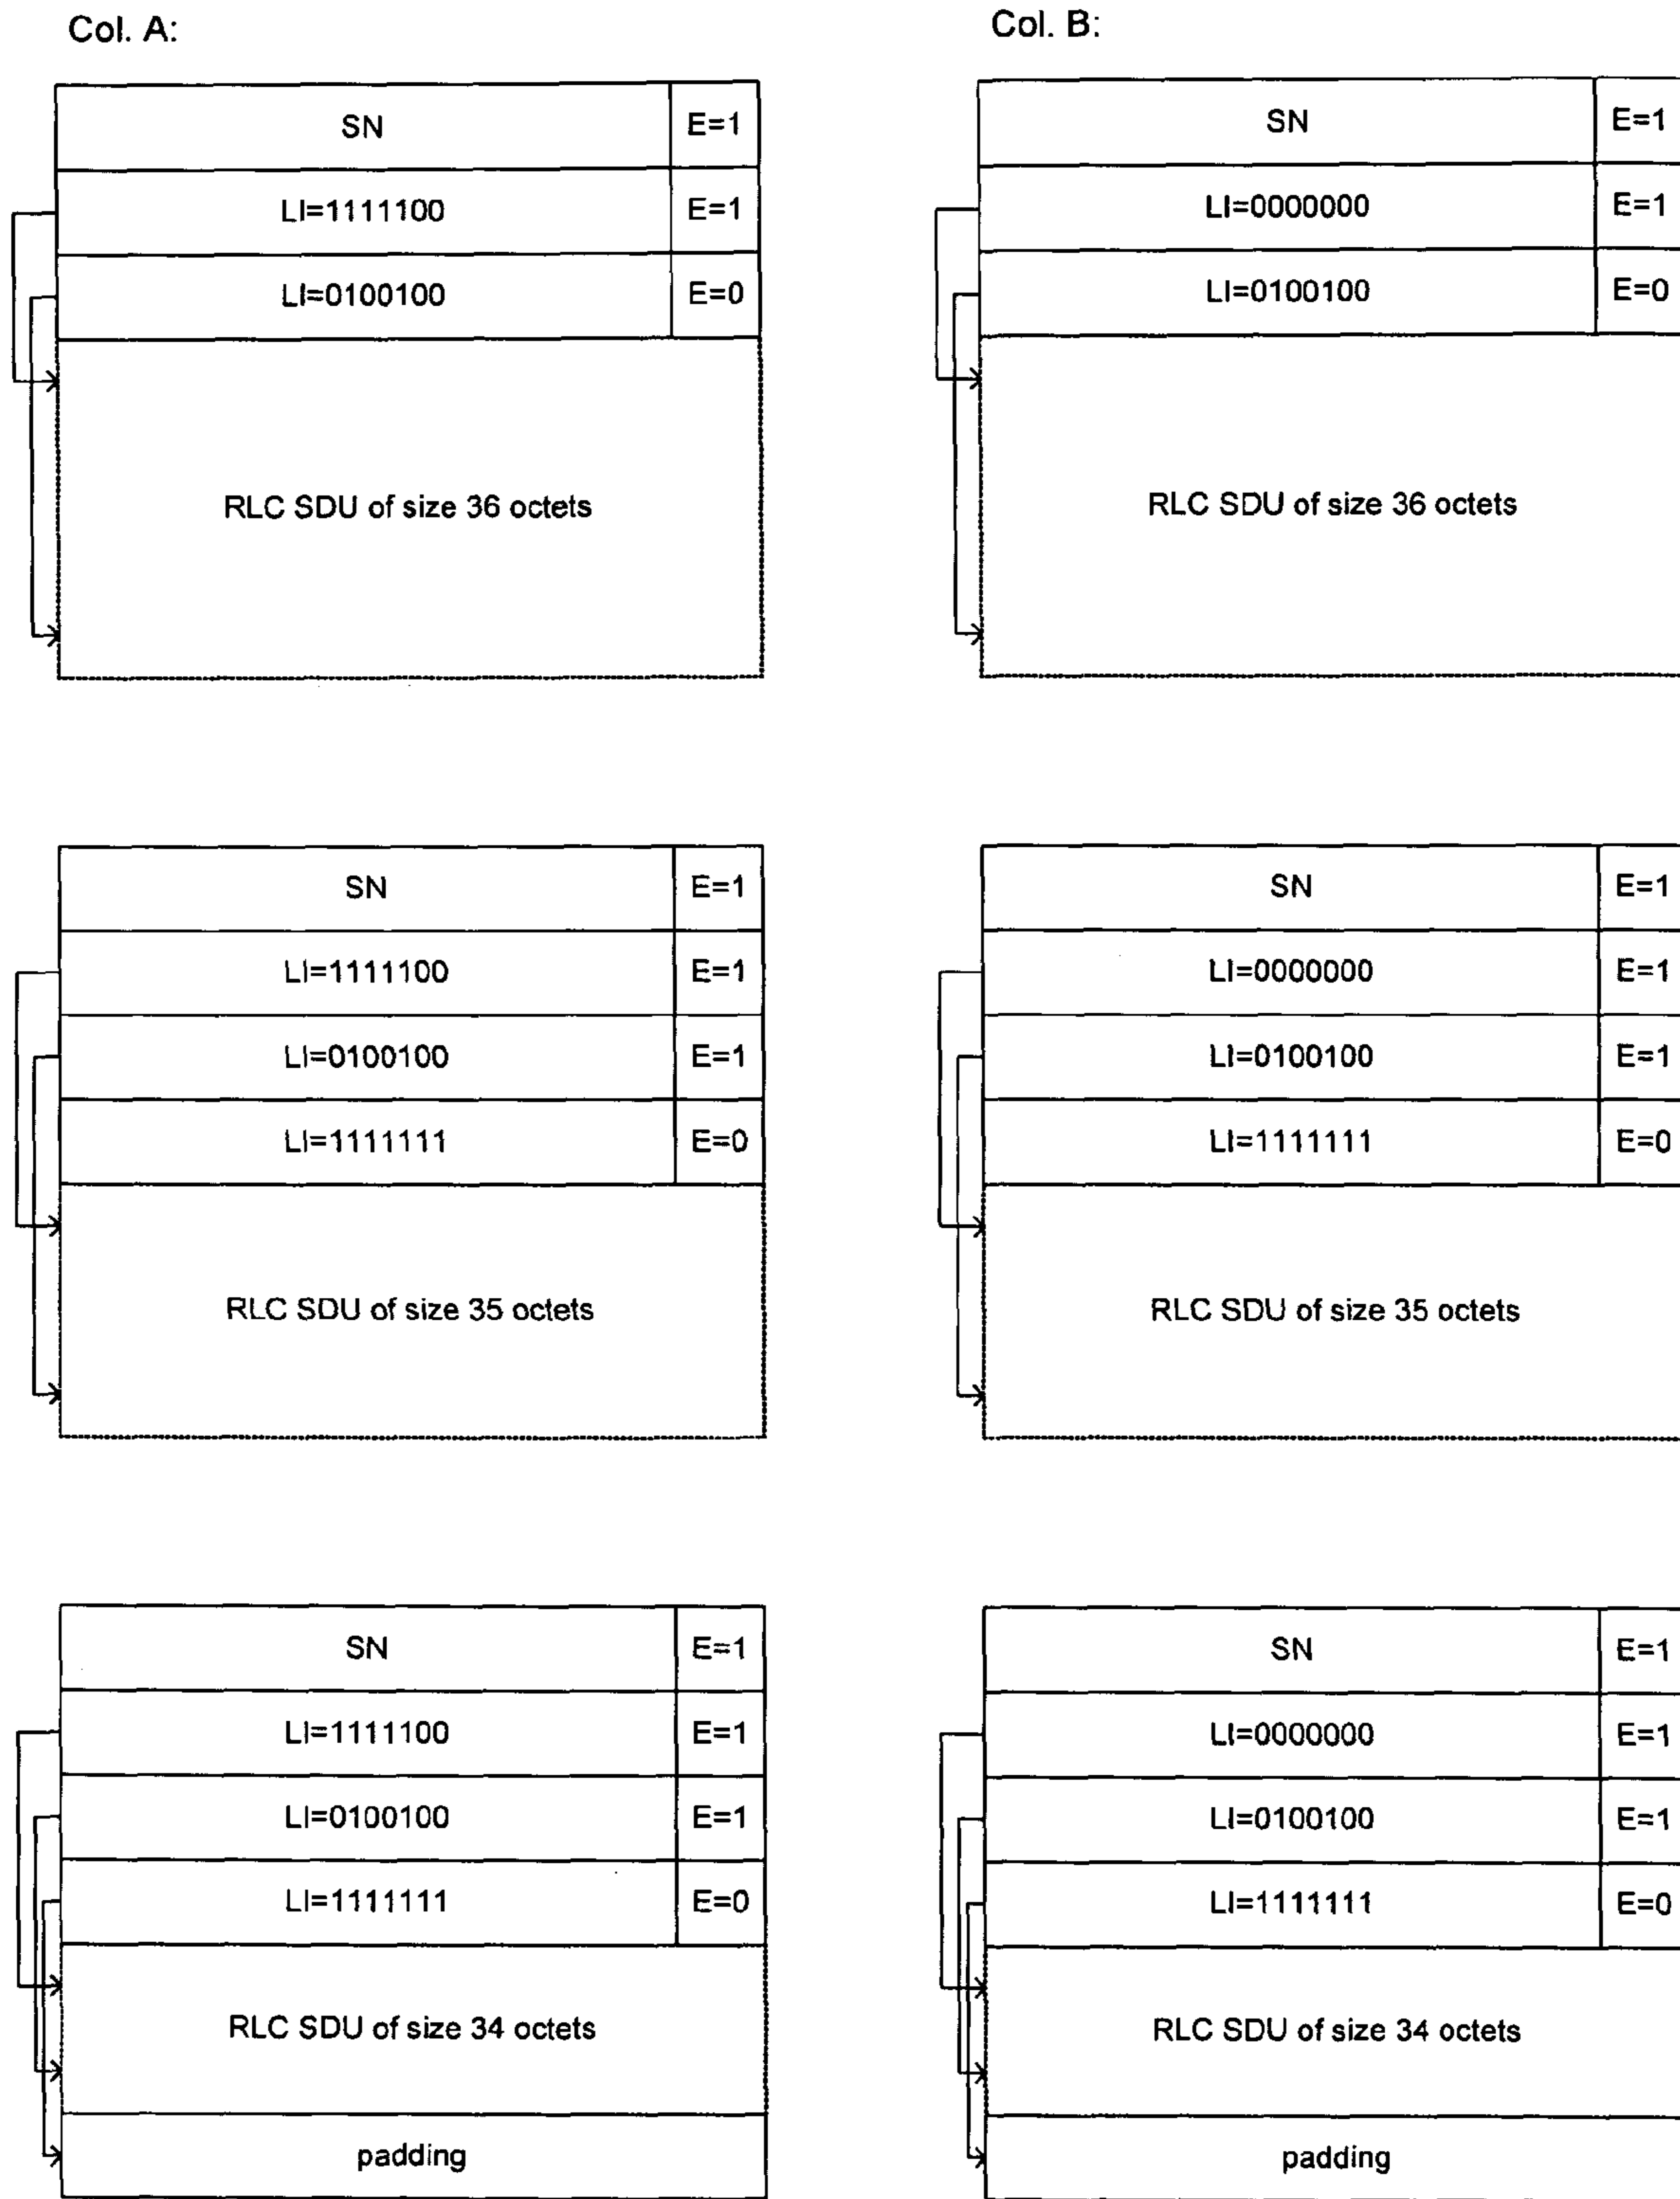 Col. A:
SN E=1
LI=1111100 E=1
LI=0100100 E=0
RLC SDU of size 36 octets
SN E=1
LI=1111100 E=1
LI=0100100 E=1
LI=1111111 E=0
RLC SDU of size 35 octets
SN E=1
LI=1111100 E=1
LI=0100100 E=1
LI=1111111 E=0
RLC SDU of size 34 octets
padding
Col. B:
SN E=1
LI=0000000 E=1
LI=0100100 E=0
RLC SDU of size 36 octets
SN E=1
LI=0000000 E=1
LI=0100100 E=1
LI=1111111 E=0
RLC SDU of size 35 octets
SN E=1
LI=0000000 E=1
LI=0100100 E=1
LI=1111111 E=0
RLC SDU of size 34 octets
padding